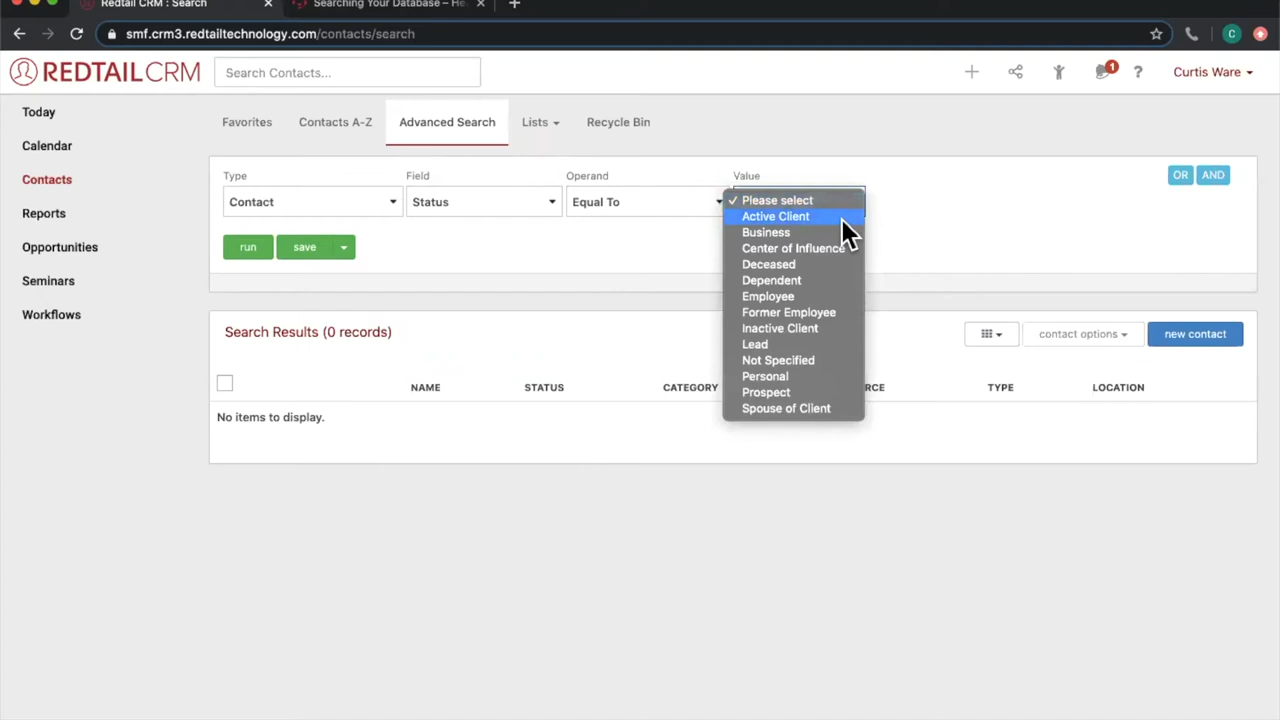 Redtail CRM : Search ×
Searching Your Database – He ×
smf.crm3.redtailtechnology.com/contacts/search
C
REDTAILCRM
Search Contacts...
1
?
Curtis Ware
Today
Calendar
Contacts
Reports
Opportunities
Seminars
Workflows
Favorites
Contacts A-Z
Advanced Search
Lists
Recycle Bin
Type
Field
Operand
Value
OR
AND
Contact
Status
Equal To
✓ Please select
Active Client
Business
Center of Influence
Deceased
Dependent
Employee
Former Employee
Inactive Client
Lead
Not Specified
Personal
Prospect
Spouse of Client
run
save
Search Results (0 records)
contact options
new contact
NAME
STATUS
CATEGORY
RCE
TYPE
LOCATION
No items to display.